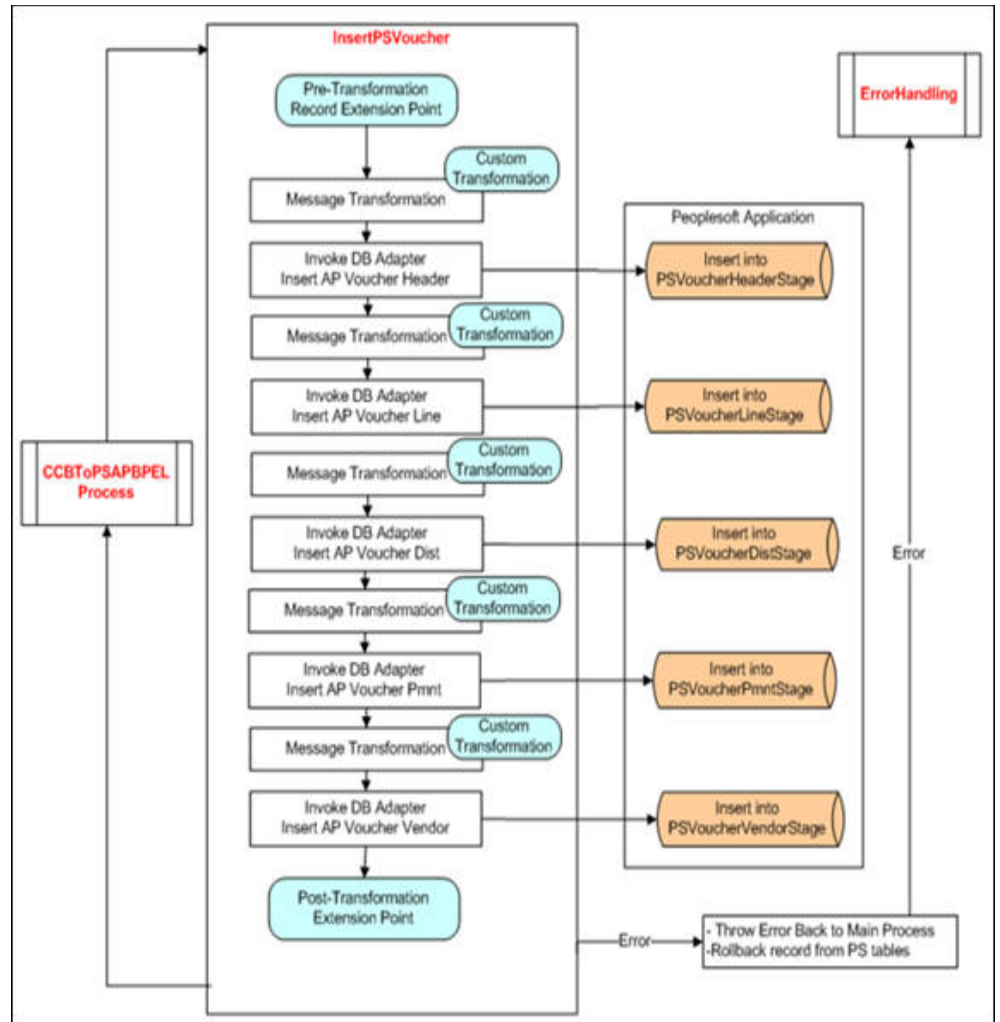 InsertPSVoucher
Pre-Transformation
Record Extension Point
Custom
Transformation
Message Transformation
Invoke DB Adapter
Insert AP Voucher Header
Custom
Transformation
Message Transformation
Invoke DB Adapter
Insert AP Voucher Line
Custom
Transformation
Message Transformation
Invoke DB Adapter
Insert AP Voucher Dist
Custom
Transformation
Message Transformation
Invoke DB Adapter
Insert AP Voucher Pmnt
Custom
Transformation
Message Transformation
Invoke DB Adapter
Insert AP Voucher Vendor
Post-Transformation
Extension Point
CCBToPSAPBPEL
Process
Peoplesoft Application
Insert into
PSVoucherHeaderStage
Insert into
PSVoucherLineStage
Insert into
PSVoucherDistStage
Insert into
PSVoucherPmntStage
Insert into
PSVoucherVendorStage
ErrorHandling
Error
Error
- Throw Error Back to Main Process
-Rollback record from PS tables